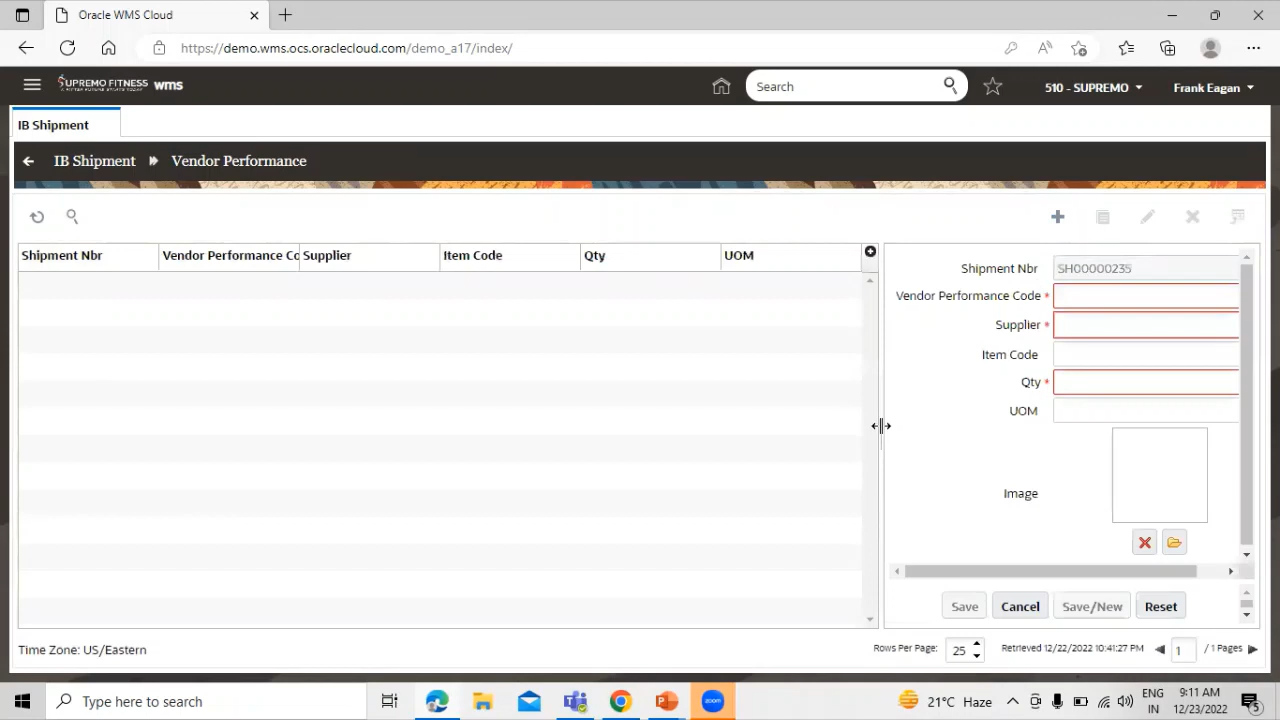 Oracle WMS Cloud
https://demo.wms.ocs.oraclecloud.com/demo_a17/index/
SUPREMO FITNESS wms
Search
510 - SUPREMO
Frank Eagan
IB Shipment
IB Shipment Vendor Performance
Shipment Nbr Vendor Performance Co Supplier Item Code Qty UOM
Shipment Nbr SH00000235
Vendor Performance Code *
Supplier *
Item Code
Qty *
UOM
Image
Save Cancel Save/New Reset
Time Zone: US/Eastern
Rows Per Page: 25 Retrieved 12/22/2022 10:41:27 PM 1 / 1 Pages
Type here to search
zoom
21°C Haze
ENG
IN
9:11 AM
12/23/2022
5